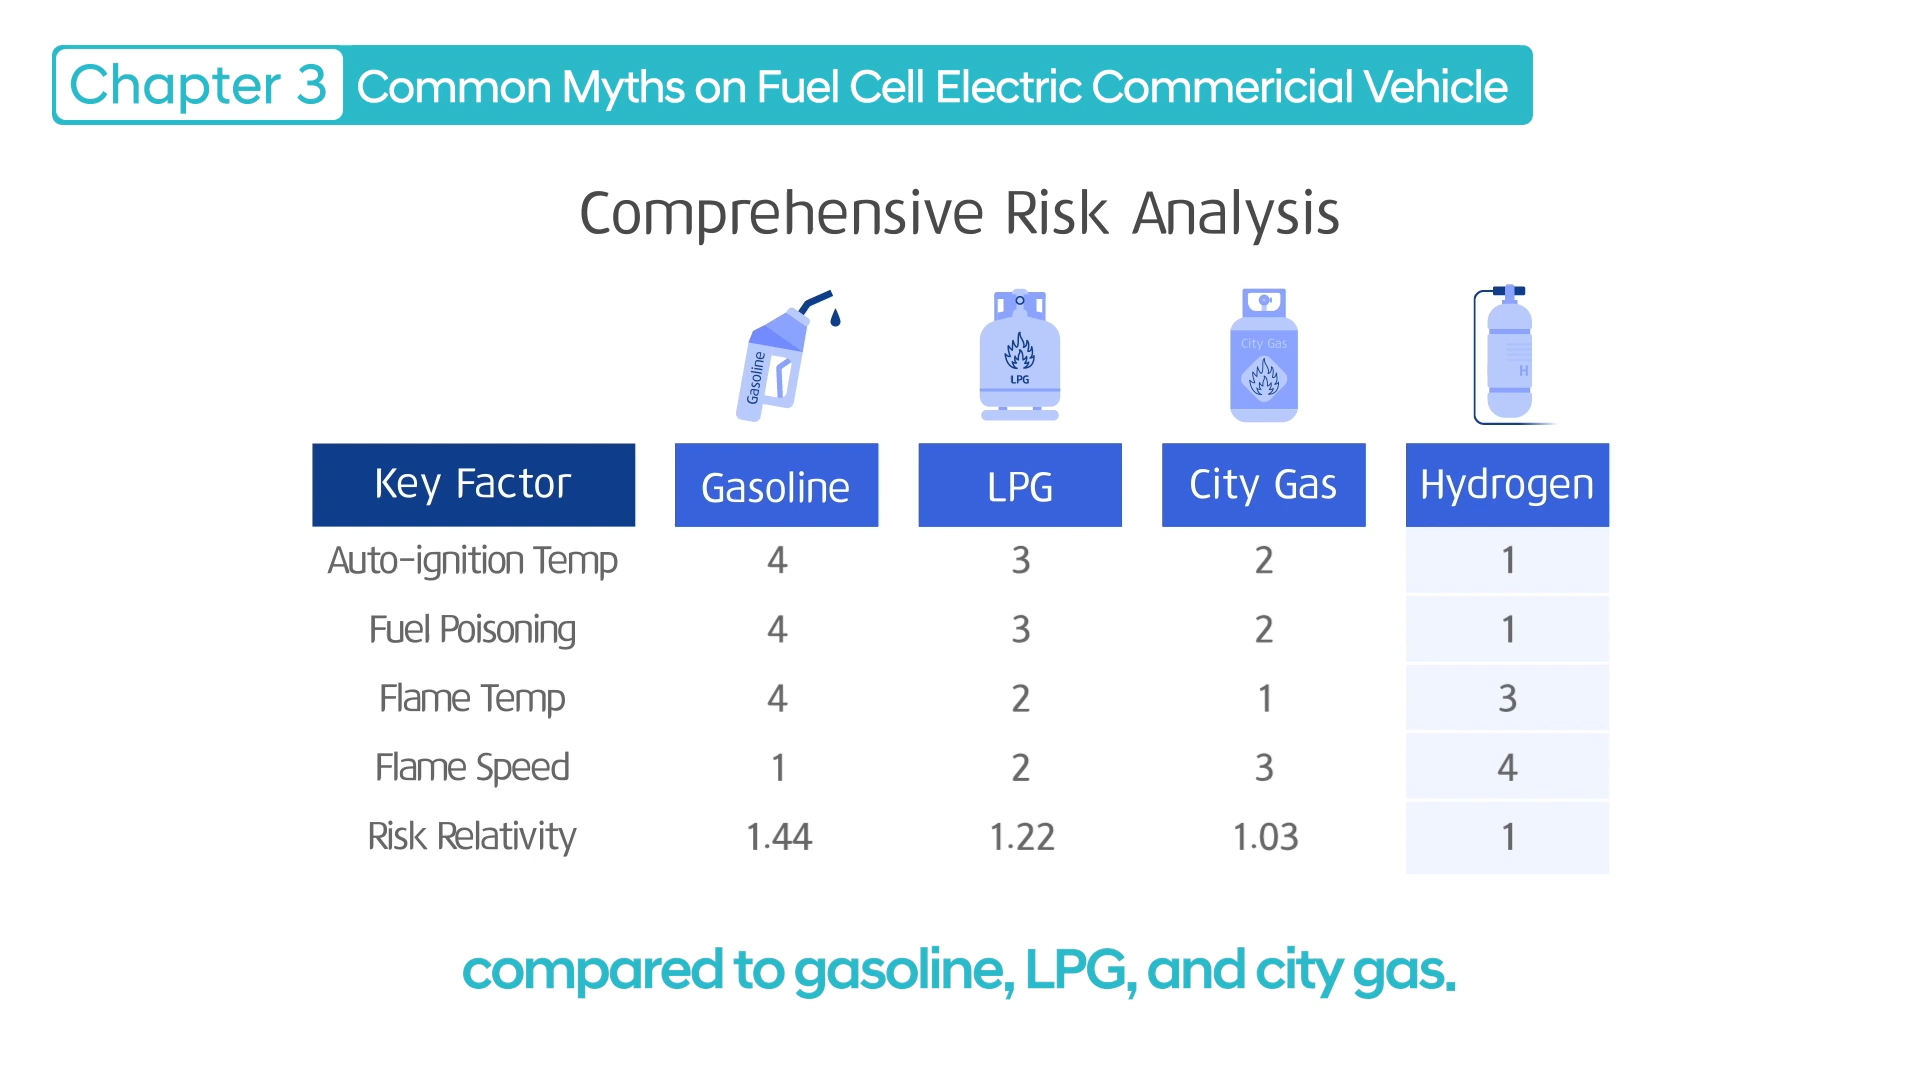 Chapter 3 Common Myths on Fuel Cell Electric Commericial Vehicle
Comprehensive Risk Analysis
Gasoline
LPG
City Gas
H
Key Factor Gasoline LPG City Gas Hydrogen
Auto-ignition Temp 4 3 2 1
Fuel Poisoning 4 3 2 1
Flame Temp 4 2 1 3
Flame Speed 1 2 3 4
Risk Relativity 1.44 1.22 1.03 1
compared to gasoline, LPG, and city gas.